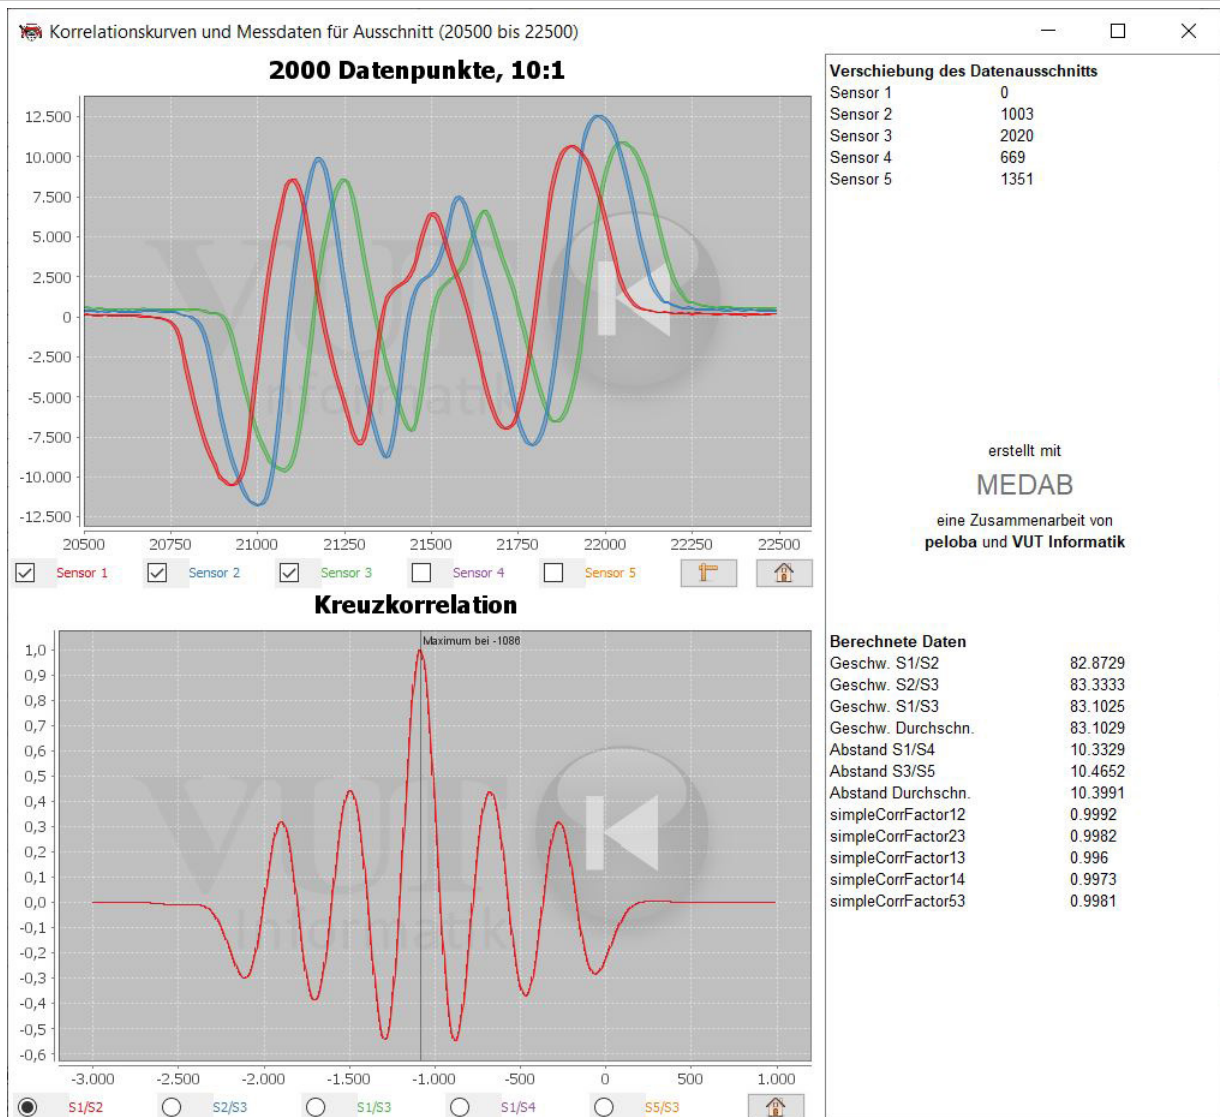 Korrelationskurven und Messdaten für Ausschnitt (20500 bis 22500)
2000 Datenpunkte, 10:1
12.500
10.000
7.500
5.000
2.500
0
-2.500
-5.000
-7.500
-10.000
-12.500
VUT
Informatik
20500 20750 21000 21250 21500 21750 22000 22250 22500
Sensor 1 Sensor 2 Sensor 3 Sensor 4 Sensor 5
Kreuzkorrelation
Maximum bei -1086
1,0
0,9
0,8
0,7
0,6
0,5
0,4
0,3
0,2
0,1
0,0
-0,1
-0,2
-0,3
-0,4
-0,5
-0,6
VUT
Informatik
-3.000 -2.500 -2.000 -1.500 -1.000 -500 0 500 1.000
S1/S2 S2/S3 S1/S3 S1/S4 S5/S3
Verschiebung des Datenausschnitts
Sensor 1 0
Sensor 2 1003
Sensor 3 2020
Sensor 4 669
Sensor 5 1351
erstellt mit
MEDAB
eine Zusammenarbeit von
peloba und VUT Informatik
Berechnete Daten
Geschw. S1/S2 82.8729
Geschw. S2/S3 83.3333
Geschw. S1/S3 83.1025
Geschw. Durchschn. 83.1029
Abstand S1/S4 10.3329
Abstand S3/S5 10.4652
Abstand Durchschn. 10.3991
simpleCorrFactor12 0.9992
simpleCorrFactor23 0.9982
simpleCorrFactor13 0.996
simpleCorrFactor14 0.9973
simpleCorrFactor53 0.9981